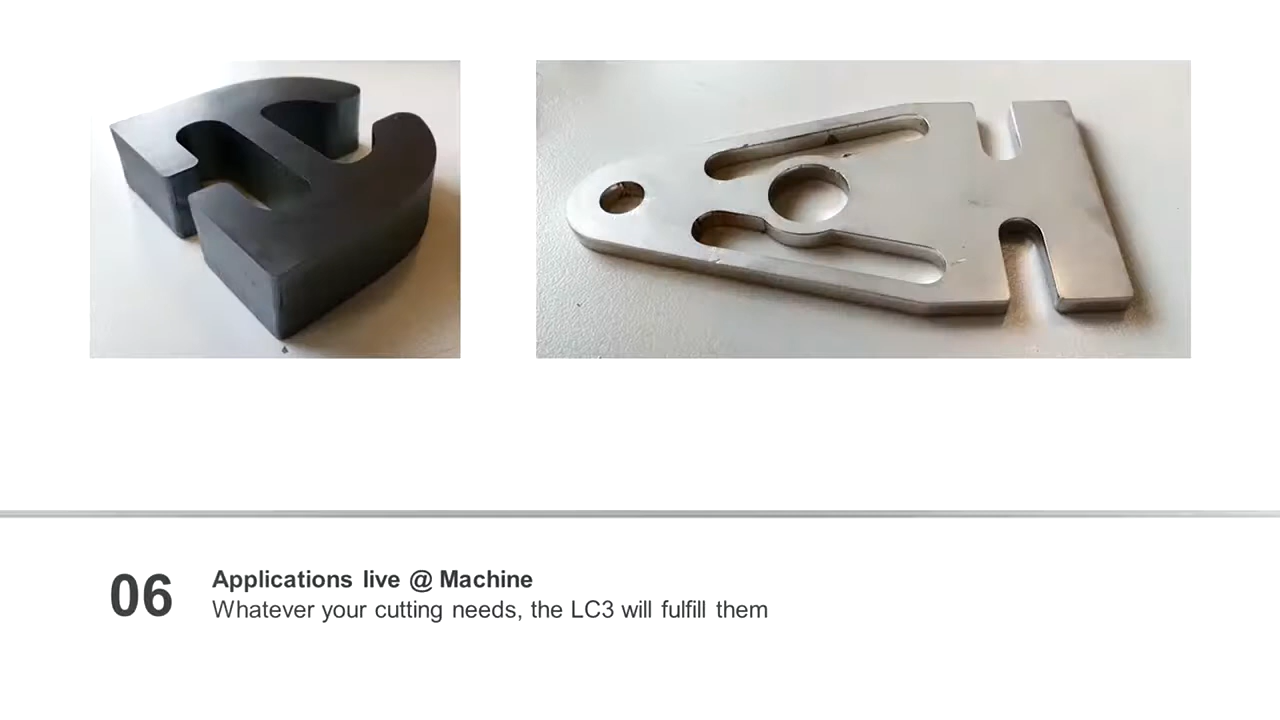 06
Applications live @ Machine
Whatever your cutting needs, the LC3 will fulfill them